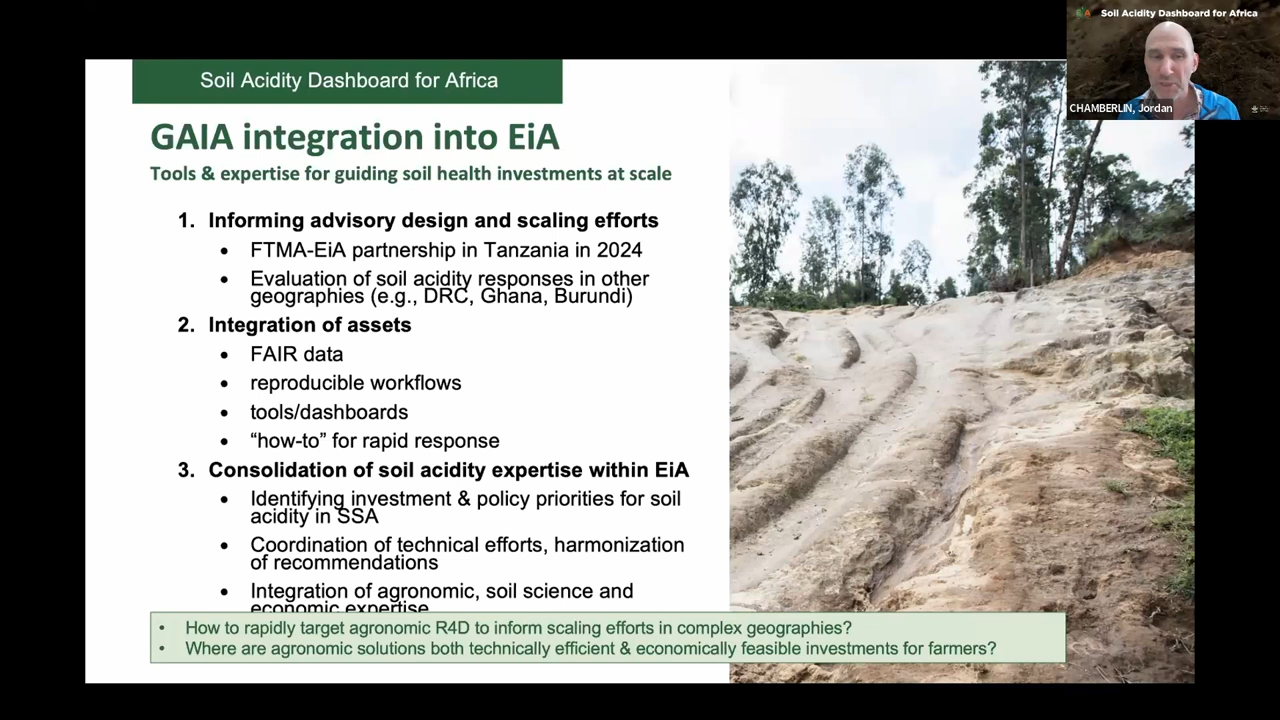 EiA Soil Acidity Dashboard for Africa
CHAMBERLIN, Jordan
Soil Acidity Dashboard for Africa
GAIA integration into EiA
Tools & expertise for guiding soil health investments at scale
1. Informing advisory design and scaling efforts
• FTMA-EiA partnership in Tanzania in 2024
• Evaluation of soil acidity responses in other
geographies (e.g., DRC, Ghana, Burundi)
2. Integration of assets
• FAIR data
• reproducible workflows
• tools/dashboards
• “how-to” for rapid response
3. Consolidation of soil acidity expertise within EiA
• Identifying investment & policy priorities for soil
acidity in SSA
• Coordination of technical efforts, harmonization
of recommendations
• Integration of agronomic, soil science and
economic expertise
• How to rapidly target agronomic R4D to inform scaling efforts in complex geographies?
• Where are agronomic solutions both technically efficient & economically feasible investments for farmers?